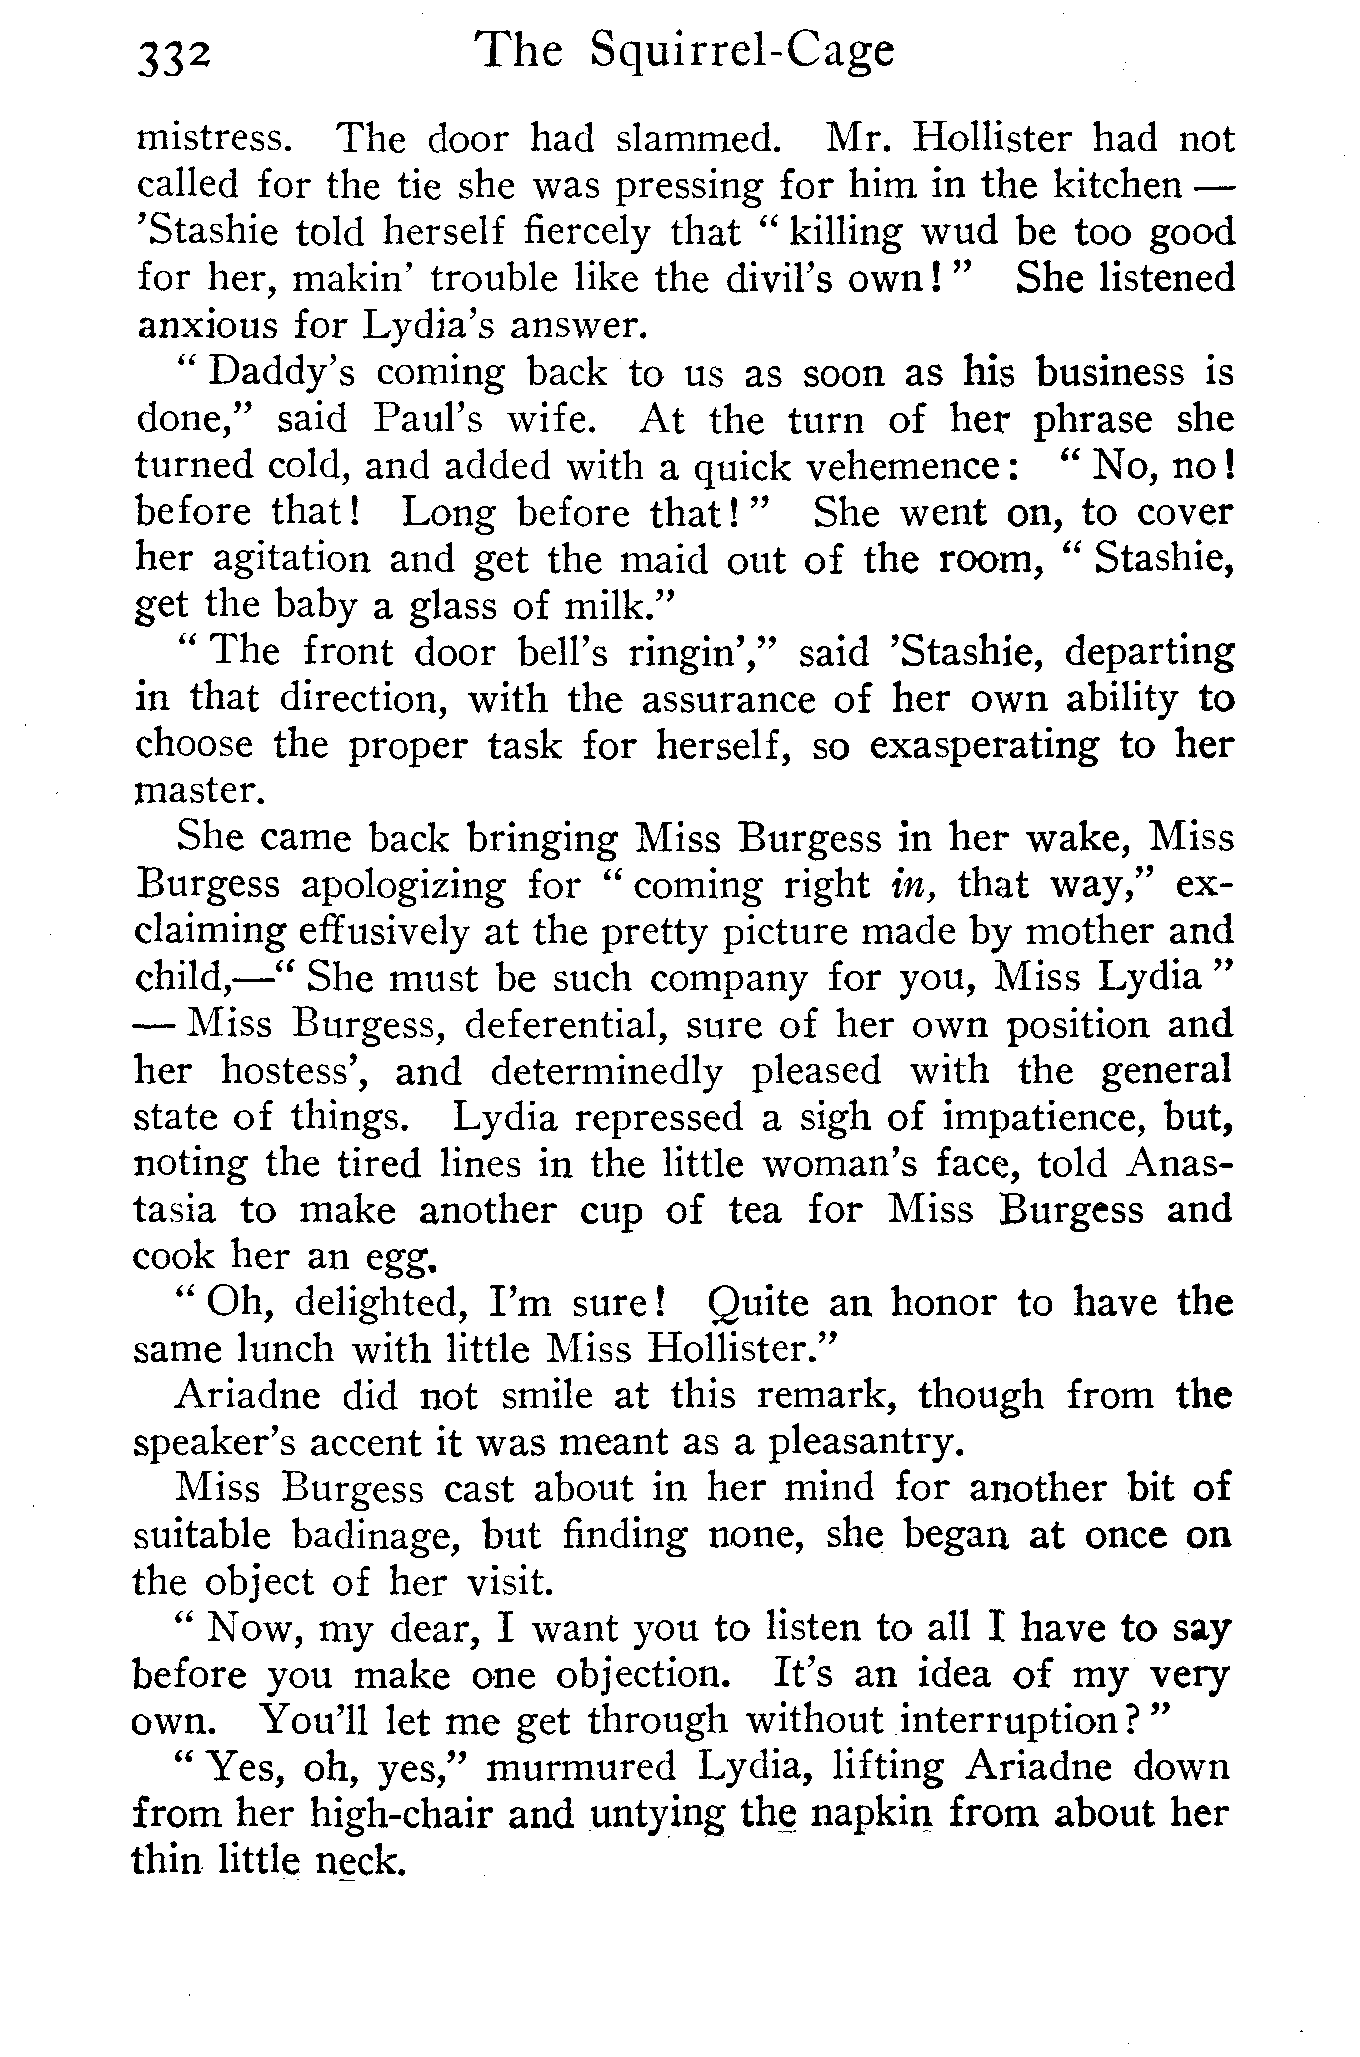 332 The Squirrel-Cage
mistress. The door had slammed. Mr. Hollister had not
called for the tie she was pressing for him in the kitchen —
'Stashie told herself fiercely that “ killing wud be too good
for her, makin' trouble like the divil's own! ” She listened
anxious for Lydia's answer.
“ Daddy's coming back to us as soon as his business is
done,” said Paul's wife. At the turn of her phrase she
turned cold, and added with a quick vehemence: “ No, no!
before that! Long before that! ” She went on, to cover
her agitation and get the maid out of the room, “ Stashie,
get the baby a glass of milk.”
“ The front door bell's ringin',” said 'Stashie, departing
in that direction, with the assurance of her own ability to
choose the proper task for herself, so exasperating to her
master.
She came back bringing Miss Burgess in her wake, Miss
Burgess apologizing for “ coming right in, that way,” ex-
claiming effusively at the pretty picture made by mother and
child,—“ She must be such company for you, Miss Lydia ”
— Miss Burgess, deferential, sure of her own position and
her hostess', and determinedly pleased with the general
state of things. Lydia repressed a sigh of impatience, but,
noting the tired lines in the little woman's face, told Anas-
tasia to make another cup of tea for Miss Burgess and
cook her an egg.
“ Oh, delighted, I'm sure! Quite an honor to have the
same lunch with little Miss Hollister.”
Ariadne did not smile at this remark, though from the
speaker's accent it was meant as a pleasantry.
Miss Burgess cast about in her mind for another bit of
suitable badinage, but finding none, she began at once on
the object of her visit.
“ Now, my dear, I want you to listen to all I have to say
before you make one objection. It's an idea of my very
own. You'll let me get through without interruption? ”
“ Yes, oh, yes,” murmured Lydia, lifting Ariadne down
from her high-chair and untying the napkin from about her
thin little neck.